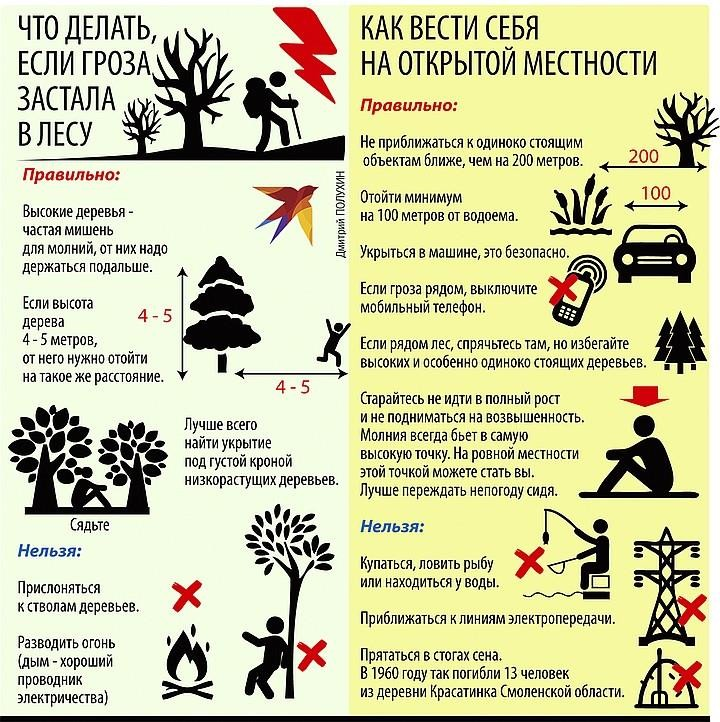 ЧТО ДЕЛАТЬ,
ЕСЛИ ГРОЗА
ЗАСТАЛА
В ЛЕСУ
Правильно:
Высокие деревья -
частая мишень
для молний, от них надо
держаться подальше.
Если высота
дерева
4 - 5 метров,
от него нужно отойти
на такое же расстояние.
4 - 5
4 - 5
Лучше всего
найти укрытие
под густой кроной
низкорастущих деревьев.
Сядьте
Нельзя:
Прислоняться
к стволам деревьев.
Разводить огонь
(дым - хороший
проводник
электричества)
Дмитрий ПОЛУХИН
КАК ВЕСТИ СЕБЯ
НА ОТКРЫТОЙ МЕСТНОСТИ
Правильно:
Не приближаться к одиноко стоящим
объектам ближе, чем на 200 метров.
200
Отойти минимум
на 100 метров от водоема.
100
Укрыться в машине, это безопасно.
Если гроза рядом, выключите
мобильный телефон.
Если рядом лес, спрячьтесь там, но избегайте
высоких и особенно одиноко стоящих деревьев.
Старайтесь не идти в полный рост
и не подниматься на возвышенность.
Молния всегда бьет в самую
высокую точку. На ровной местности
этой точкой можете стать вы.
Лучше переждать непогоду сидя.
Нельзя:
Купаться, ловить рыбу
или находиться у воды.
Приближаться к линиям электропередачи.
Прятаться в стогах сена.
В 1960 году так погибли 13 человек
из деревни Красатинка Смоленской области.